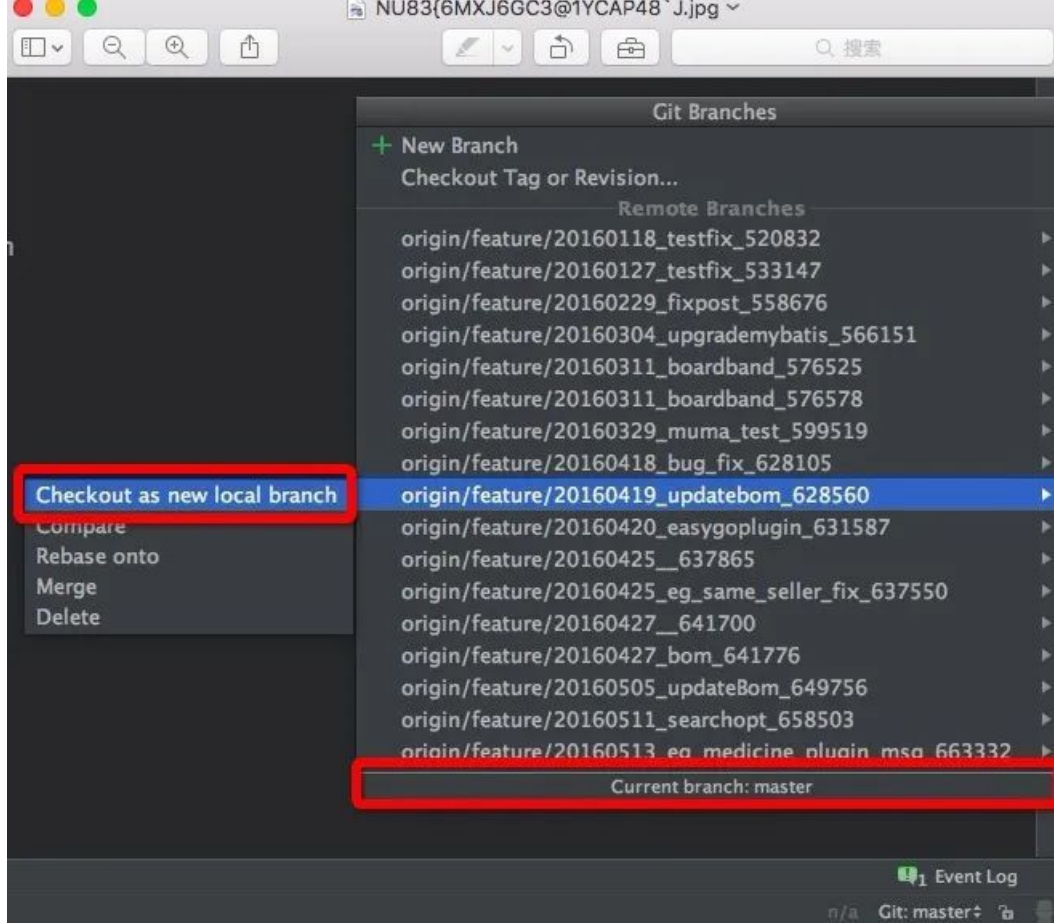 NU83{6MXJ6GC3@1YCAP48`J.jpg
搜索
Git Branches
New Branch
Checkout Tag or Revision...
Remote Branches
origin/feature/20160118_testfix_520832
origin/feature/20160127_testfix_533147
origin/feature/20160229_fixpost_558676
origin/feature/20160304_upgrademybatis_566151
origin/feature/20160311_boardband_576525
origin/feature/20160311_boardband_576578
origin/feature/20160329_muma_test_599519
origin/feature/20160418_bug_fix_628105
origin/feature/20160419_updatebom_628560
origin/feature/20160420_easygoplugin_631587
origin/feature/20160425__637865
origin/feature/20160425_eg_same_seller_fix_637550
origin/feature/20160427__641700
origin/feature/20160427_bom_641776
origin/feature/20160505_updateBom_649756
origin/feature/20160511_searchopt_658503
origin/feature/20160513_eg_medicine_plugin_msg_663332
Checkout as new local branch
Compare
Rebase onto
Merge
Delete
Current branch: master
1 Event Log
n/a Git: master